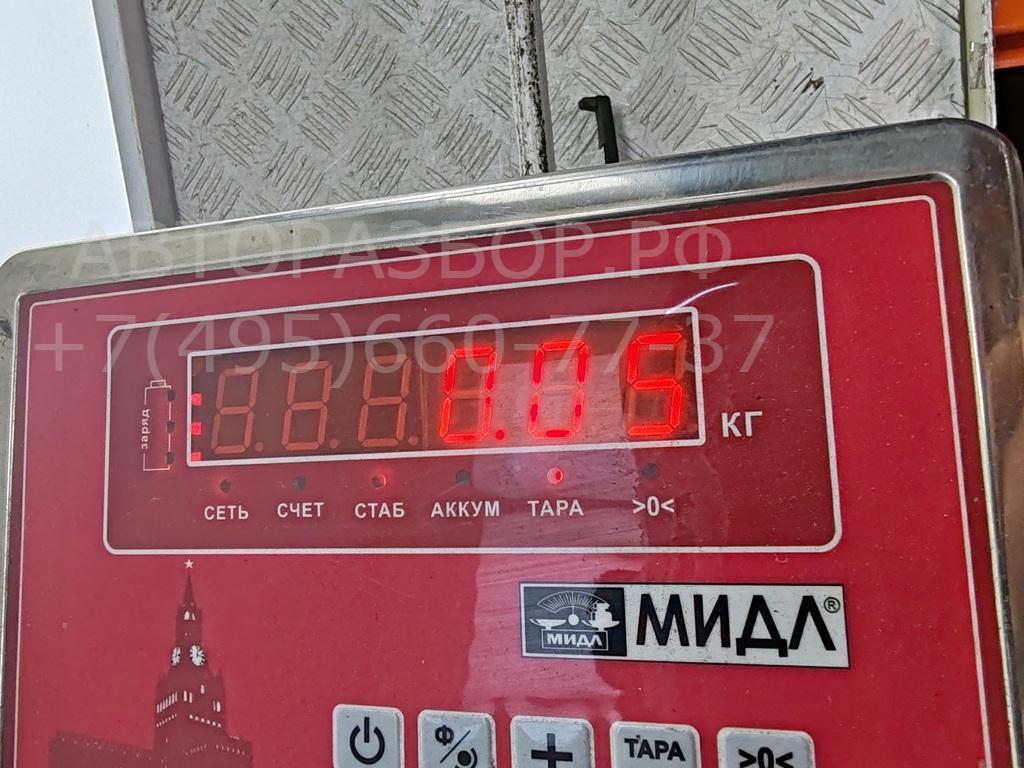 АВТОРАЗБОР.РФ
+7(495)660-77-37
заряд
0.05
КГ
СЕТЬ СЧЕТ СТАБ АККУМ ТАРА >0<
МИДЛ МИДЛ®
Ф/ + ТАРА >0<